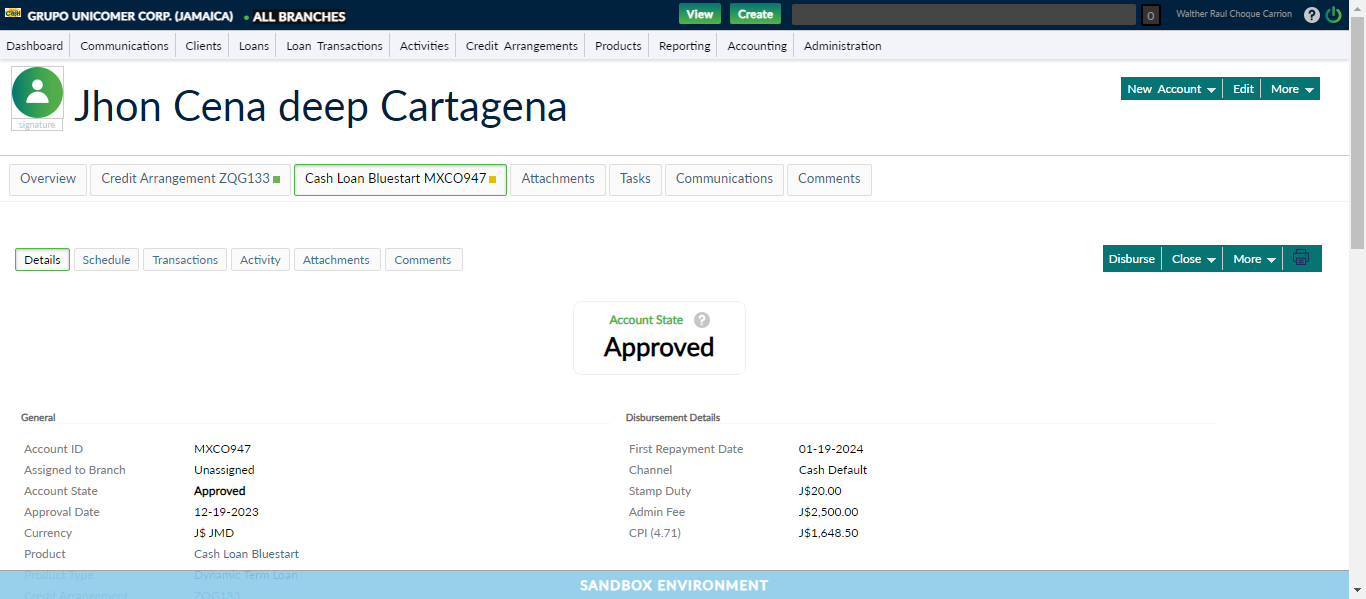 Cash GRUPO UNICOMER CORP. (JAMAICA) • ALL BRANCHES View Create 0 Walther Raul Choque Carrion ?
Dashboard Communications Clients Loans Loan Transactions Activities Credit Arrangements Products Reporting Accounting Administration
signature
Jhon Cena deep Cartagena
New Account Edit More
Overview Credit Arrangement ZQG133 Cash Loan Bluestart MXCO947 Attachments Tasks Communications Comments
Details Schedule Transactions Activity Attachments Comments
Disburse Close More
Account State ?
Approved
General Disbursement Details
Account ID MXCO947 First Repayment Date 01-19-2024
Assigned to Branch Unassigned Channel Cash Default
Account State Approved Stamp Duty J$20.00
Approval Date 12-19-2023 Admin Fee J$2,500.00
Currency J$ JMD CPI (4.71) J$1,648.50
Product Cash Loan Bluestart
Product Type Dynamic Term Loan
SANDBOX ENVIRONMENT
Credit Arrangement ZQG133